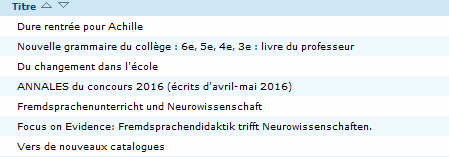 Titre
Dure rentrée pour Achille
Nouvelle grammaire du collège : 6e, 5e, 4e, 3e : livre du professeur
Du changement dans l'école
ANNALES du concours 2016 (écrits d'avril-mai 2016)
Fremdsprachenunterricht und Neurowissenschaft
Focus on Evidence: Fremdsprachendidaktik trifft Neurowissenschaften.
Vers de nouveaux catalogues